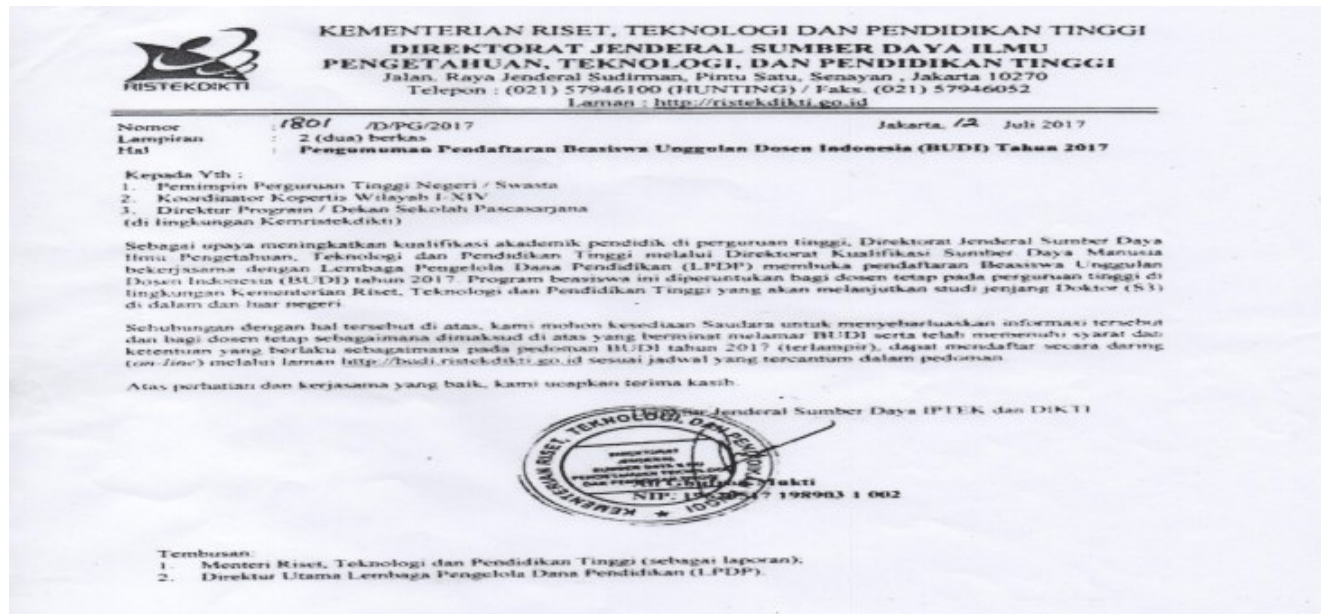 KEMENTERIAN RISET, TEKNOLOGI DAN PENDIDIKAN TINGGI
DIREKTORAT JENDERAL SUMBER DAYA ILMU
PENGETAHUAN, TEKNOLOGI, DAN PENDIDIKAN TINGGI
Jalan. Raya Jenderal Sudirman, Pintu Satu, Senayan , Jakarta 10270
Telepon : (021) 57946100 (HUNTING) / Faks. (021) 57946052
Laman : http://ristekdikti.go.id
RISTEKDIKTI
Nomor : 1801 /D/PG/2017 Jakarta, 12 Juli 2017
Lampiran : 2 (dua) berkas
Hal : Pengumuman Pendaftaran Beasiswa Unggulan Dosen Indonesia (BUDI) Tahun 2017
Kepada Yth :
1. Pemimpin Perguruan Tinggi Negeri / Swasta
2. Koordinator Kopertis Wilayah I-XIV
3. Direktur Program / Dekan Sekolah Pascasarjana
(di lingkungan Kemristekdikti)
Sebagai upaya meningkatkan kualifikasi akademik pendidik di perguruan tinggi, Direktorat Jenderal Sumber Daya
Ilmu Pengetahuan, Teknologi dan Pendidikan Tinggi melalui Direktorat Kualifikasi Sumber Daya Manusia
bekerjasama dengan Lembaga Pengelola Dana Pendidikan (LPDP) membuka pendaftaran Beasiswa Unggulan
Dosen Indonesia (BUDI) tahun 2017. Program beasiswa ini diperuntukan bagi dosen tetap pada perguruan tinggi di
lingkungan Kementerian Riset, Teknologi dan Pendidikan Tinggi yang akan melanjutkan studi jenjang Doktor (S3)
di dalam dan luar negeri.
Sehubungan dengan hal tersebut di atas, kami mohon kesediaan Saudara untuk menyebarluaskan informasi tersebut
dan bagi dosen tetap sebagaimana dimaksud di atas yang berminat melamar BUDI serta telah memenuhi syarat dan
ketentuan yang berlaku sebagaimana pada pedoman BUDI tahun 2017 (terlampir), dapat mendaftar secara daring
(on-line) melalui laman http://budi.ristekdikti.go.id sesuai jadwal yang tercantum dalam pedoman.
Atas perhatian dan kerjasama yang baik, kami ucapkan terima kasih.
Jenderal Sumber Daya IPTEK dan DIKTI
KEMENTERIAN RISET, TEKNOLOGI, DAN PENDIDIKAN TINGGI
DIREKTORAT
JENDERAL
Mukti
NIP. 198903 1 002
Tembusan:
1. Menteri Riset, Teknologi dan Pendidikan Tinggi (sebagai laporan);
2. Direktur Utama Lembaga Pengelola Dana Pendidikan (LPDP).